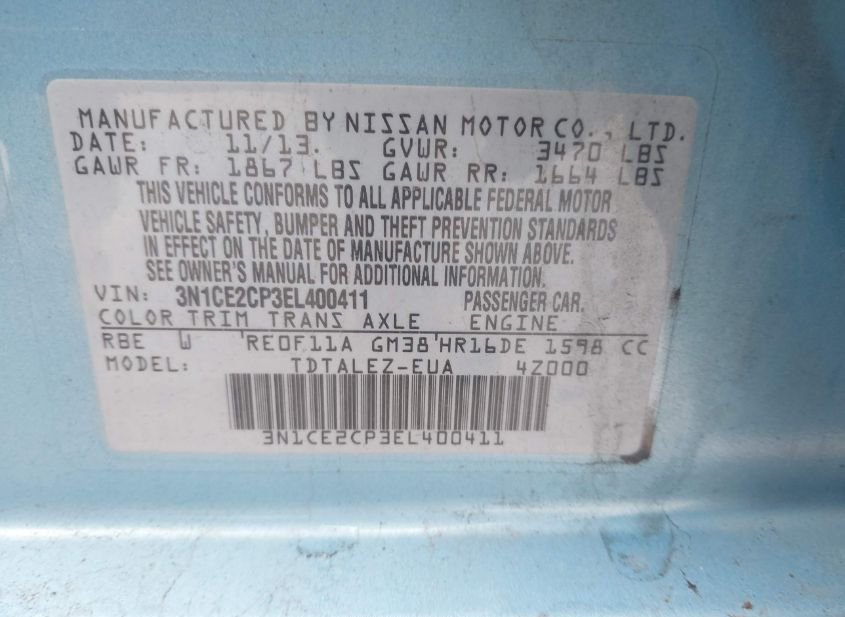 MANUFACTURED BY NISSAN MOTOR CO., LTD.
DATE: 11/13. GVWR: 3470 LBS
GAWR FR: 1867 LBS GAWR RR: 1664 LBS
THIS VEHICLE CONFORMS TO ALL APPLICABLE FEDERAL MOTOR
VEHICLE SAFETY, BUMPER AND THEFT PREVENTION STANDARDS
IN EFFECT ON THE DATE OF MANUFACTURE SHOWN ABOVE.
SEE OWNER'S MANUAL FOR ADDITIONAL INFORMATION.
VIN: 3N1CE2CP3EL400411 PASSENGER CAR.
COLOR TRIM TRANS AXLE ENGINE
RBE W 'RE0F11A GM38'HR16DE 1598 CC
MODEL: TDTALEZ-EUA 4Z000
3N1CE2CP3EL400411